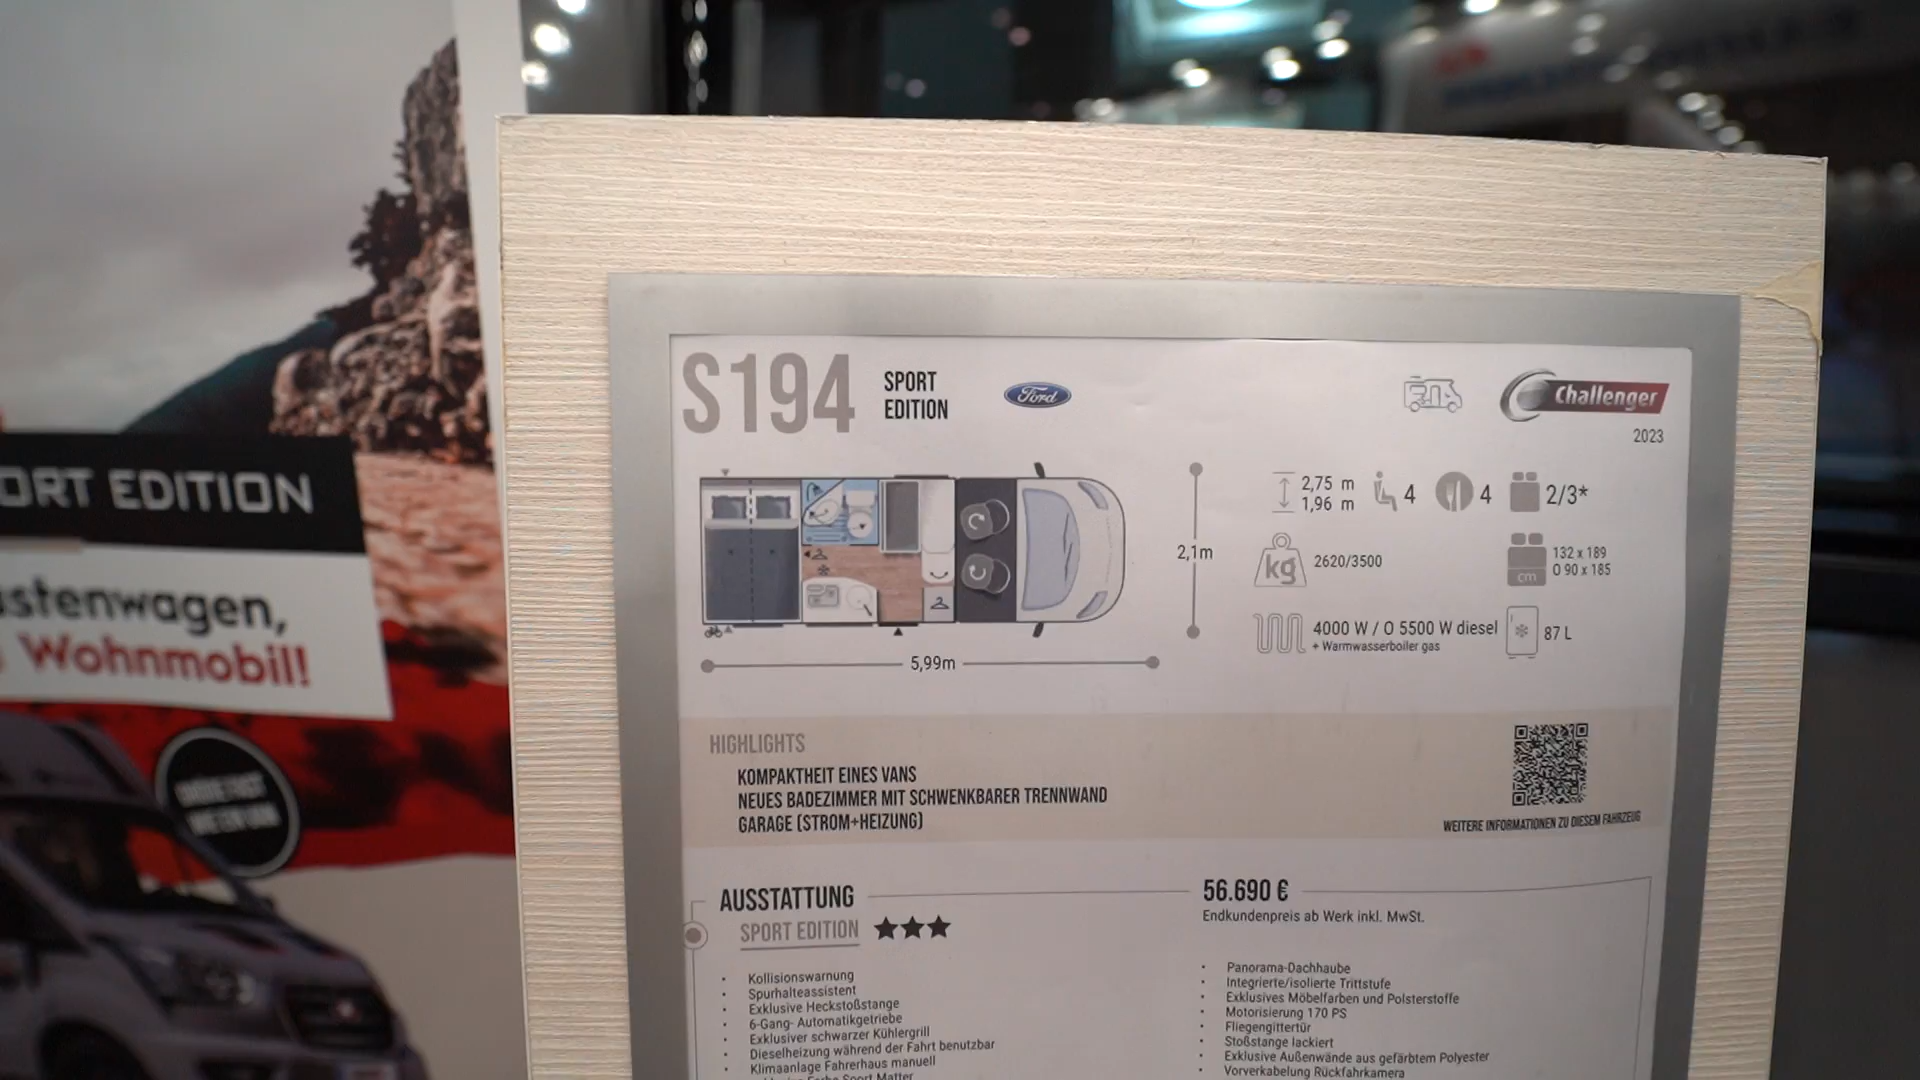 ORT EDITION
stenwagen,
Wohnmobil!
S194
SPORT
EDITION
Ford
Challenger
2023
2,75 m
1,96 m
4
4
2/3*
2,1m
kg
2620/3500
cm
132 x 189
O 90 x 185
4000 W / O 5500 W diesel
+ Warmwasserboiler gas
87 L
5,99m
HIGHLIGHTS
KOMPAKTHEIT EINES VANS
NEUES BADEZIMMER MIT SCHWENKBARER TRENNWAND
GARAGE (STROM+HEIZUNG)
WEITERE INFORMATIONEN ZU DIESEM FAHRZEUG
AUSSTATTUNG
SPORT EDITION ★★★
56.690 €
Endkundenpreis ab Werk inkl. MwSt.
• Kollisionswarnung
• Spurhalteassistent
• Exklusive Heckstoßstange
• 6-Gang- Automatikgetriebe
• Exklusiver schwarzer Kühlergrill
• Dieselheizung während der Fahrt benutzbar
• Klimaanlage Fahrerhaus manuell
Farbe Sport Matter
• Panorama-Dachhaube
• Integrierte/isolierte Trittstufe
• Exklusives Möbelfarben und Polsterstoffe
• Motorisierung 170 PS
• Fliegengittertür
• Stoßstange lackiert
• Exklusive Außenwände aus gefärbtem Polyester
• Vorverkabelung Rückfahrkamera